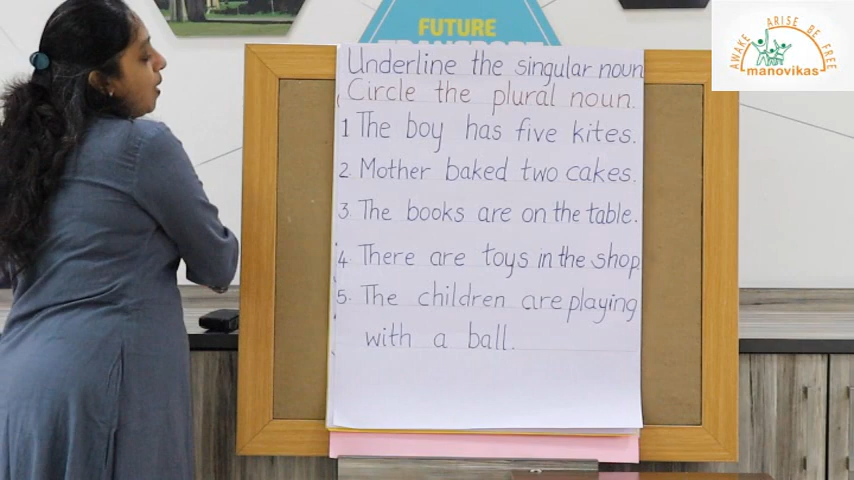 FUTURE
TRANSPORT
AWAKE ARISE BE FREE
manovikas
Underline the singular noun
Circle the plural noun.
1 The boy has five kites.
2. Mother baked two cakes.
3. The books are on the table.
4. There are toys in the shop
5. The children are playing
with a ball.